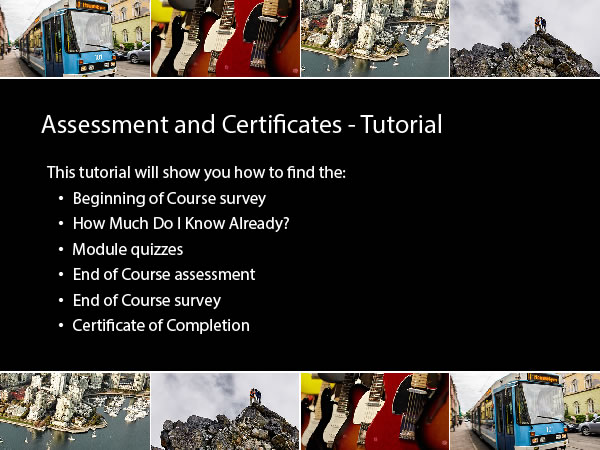 Assessment and Certificates - Tutorial
This tutorial will show you how to find the:
• Beginning of Course survey
• How Much Do I Know Already?
• Module quizzes
• End of Course assessment
• End of Course survey
• Certificate of Completion